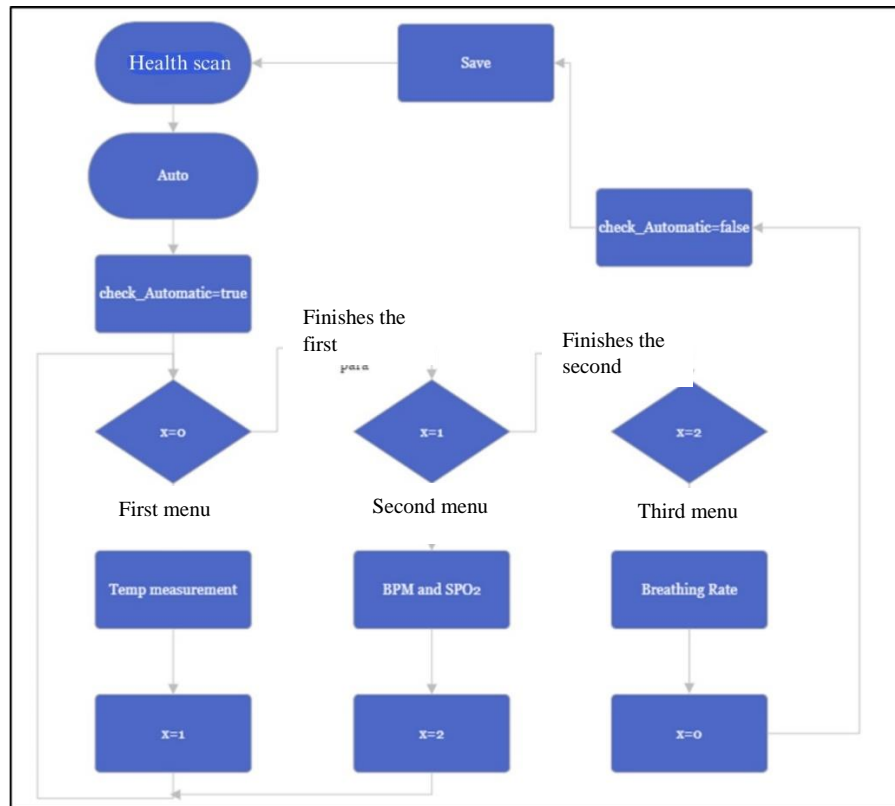 Health scan
Save
Auto
check_Automatic=false
check_Automatic=true
Finishes the
first
para
Finishes the
second
x=0
x=1
x=2
First menu
Second menu
Third menu
Temp measurement
BPM and SPO2
Breathing Rate
x=1
x=2
x=0